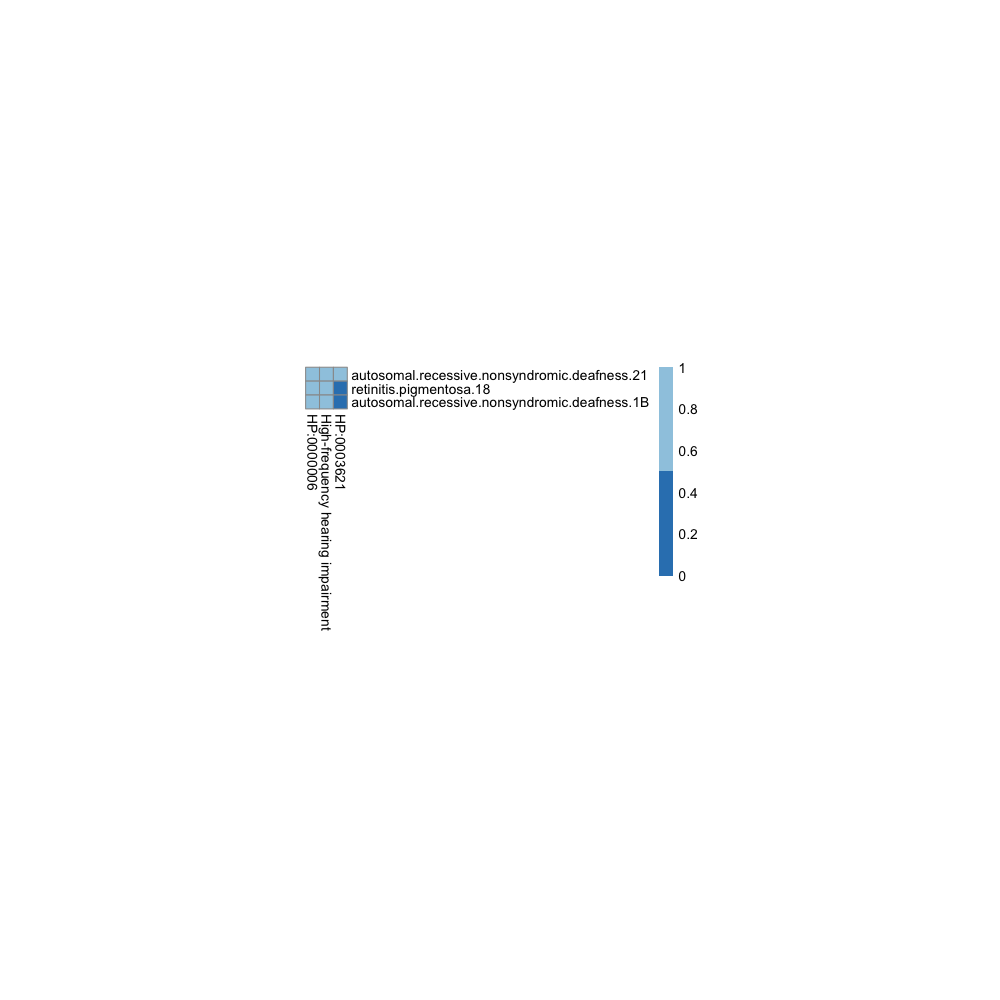 autosomal.recessive.nonsyndromic.deafness.21
retinitis.pigmentosa.18
autosomal.recessive.nonsyndromic.deafness.1B
HP:0000006
High-frequency hearing impairment
HP:0003621
1
0.8
0.6
0.4
0.2
0